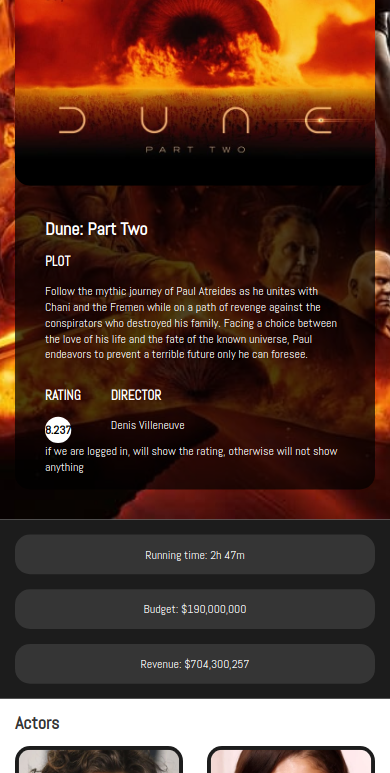 DUNE
PART TWO
Dune: Part Two
PLOT
Follow the mythic journey of Paul Atreides as he unites with
Chani and the Fremen while on a path of revenge against the
conspirators who destroyed his family. Facing a choice between
the love of his life and the fate of the known universe, Paul
endeavors to prevent a terrible future only he can foresee.
RATING DIRECTOR
8.237 Denis Villeneuve
if we are logged in, will show the rating, otherwise will not show
anything
Running time: 2h 47m
Budget: $190,000,000
Revenue: $704,300,257
Actors